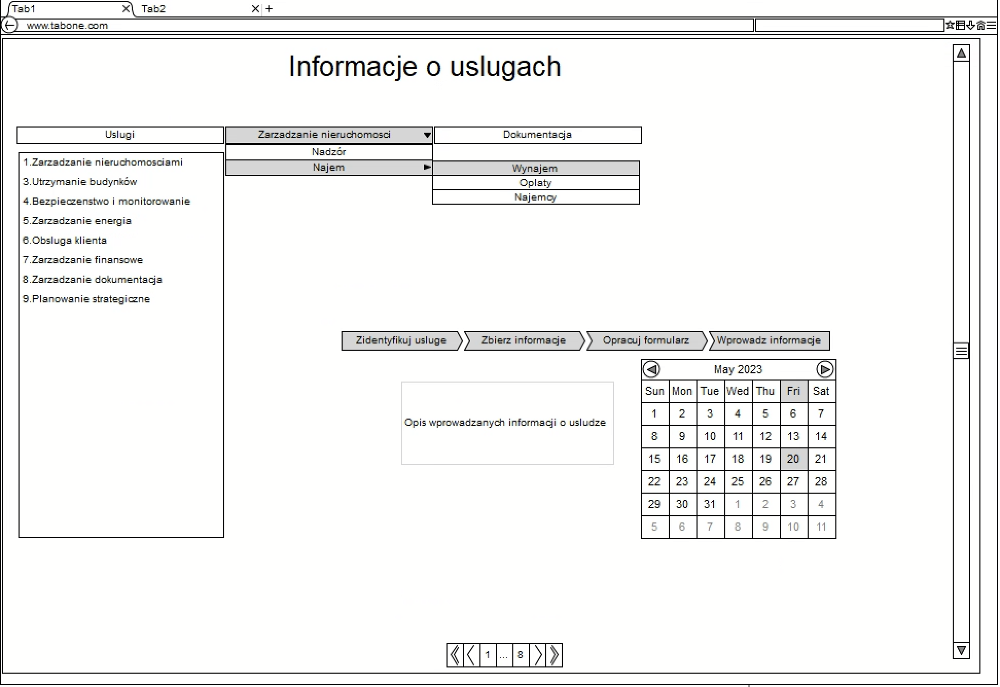 Tab1
Tab2
www.tabone.com
Informacje o uslugach
Uslugi
Zarzadzanie nieruchomosci
Dokumentacja
1.Zarzadzanie nieruchomosciami
3.Utrzymanie budynków
4.Bezpieczenstwo i monitorowanie
5.Zarzadzanie energia
6.Obsluga klienta
7.Zarzadzanie finansowe
8.Zarzadzanie dokumentacja
9.Planowanie strategiczne
Nadzór
Najem
Wynajem
Oplaty
Najemcy
Zidentyfikuj usluge
Zbierz informacje
Opracuj formularz
Wprowadz informacje
Opis wprowadzanych informacji o usludze
May 2023
Sun Mon Tue Wed Thu Fri Sat
1 2 3 4 5 6 7
8 9 10 11 12 13 14
15 16 17 18 19 20 21
22 23 24 25 26 27 28
29 30 31 1 2 3 4
5 6 7 8 9 10 11
1 ... 8